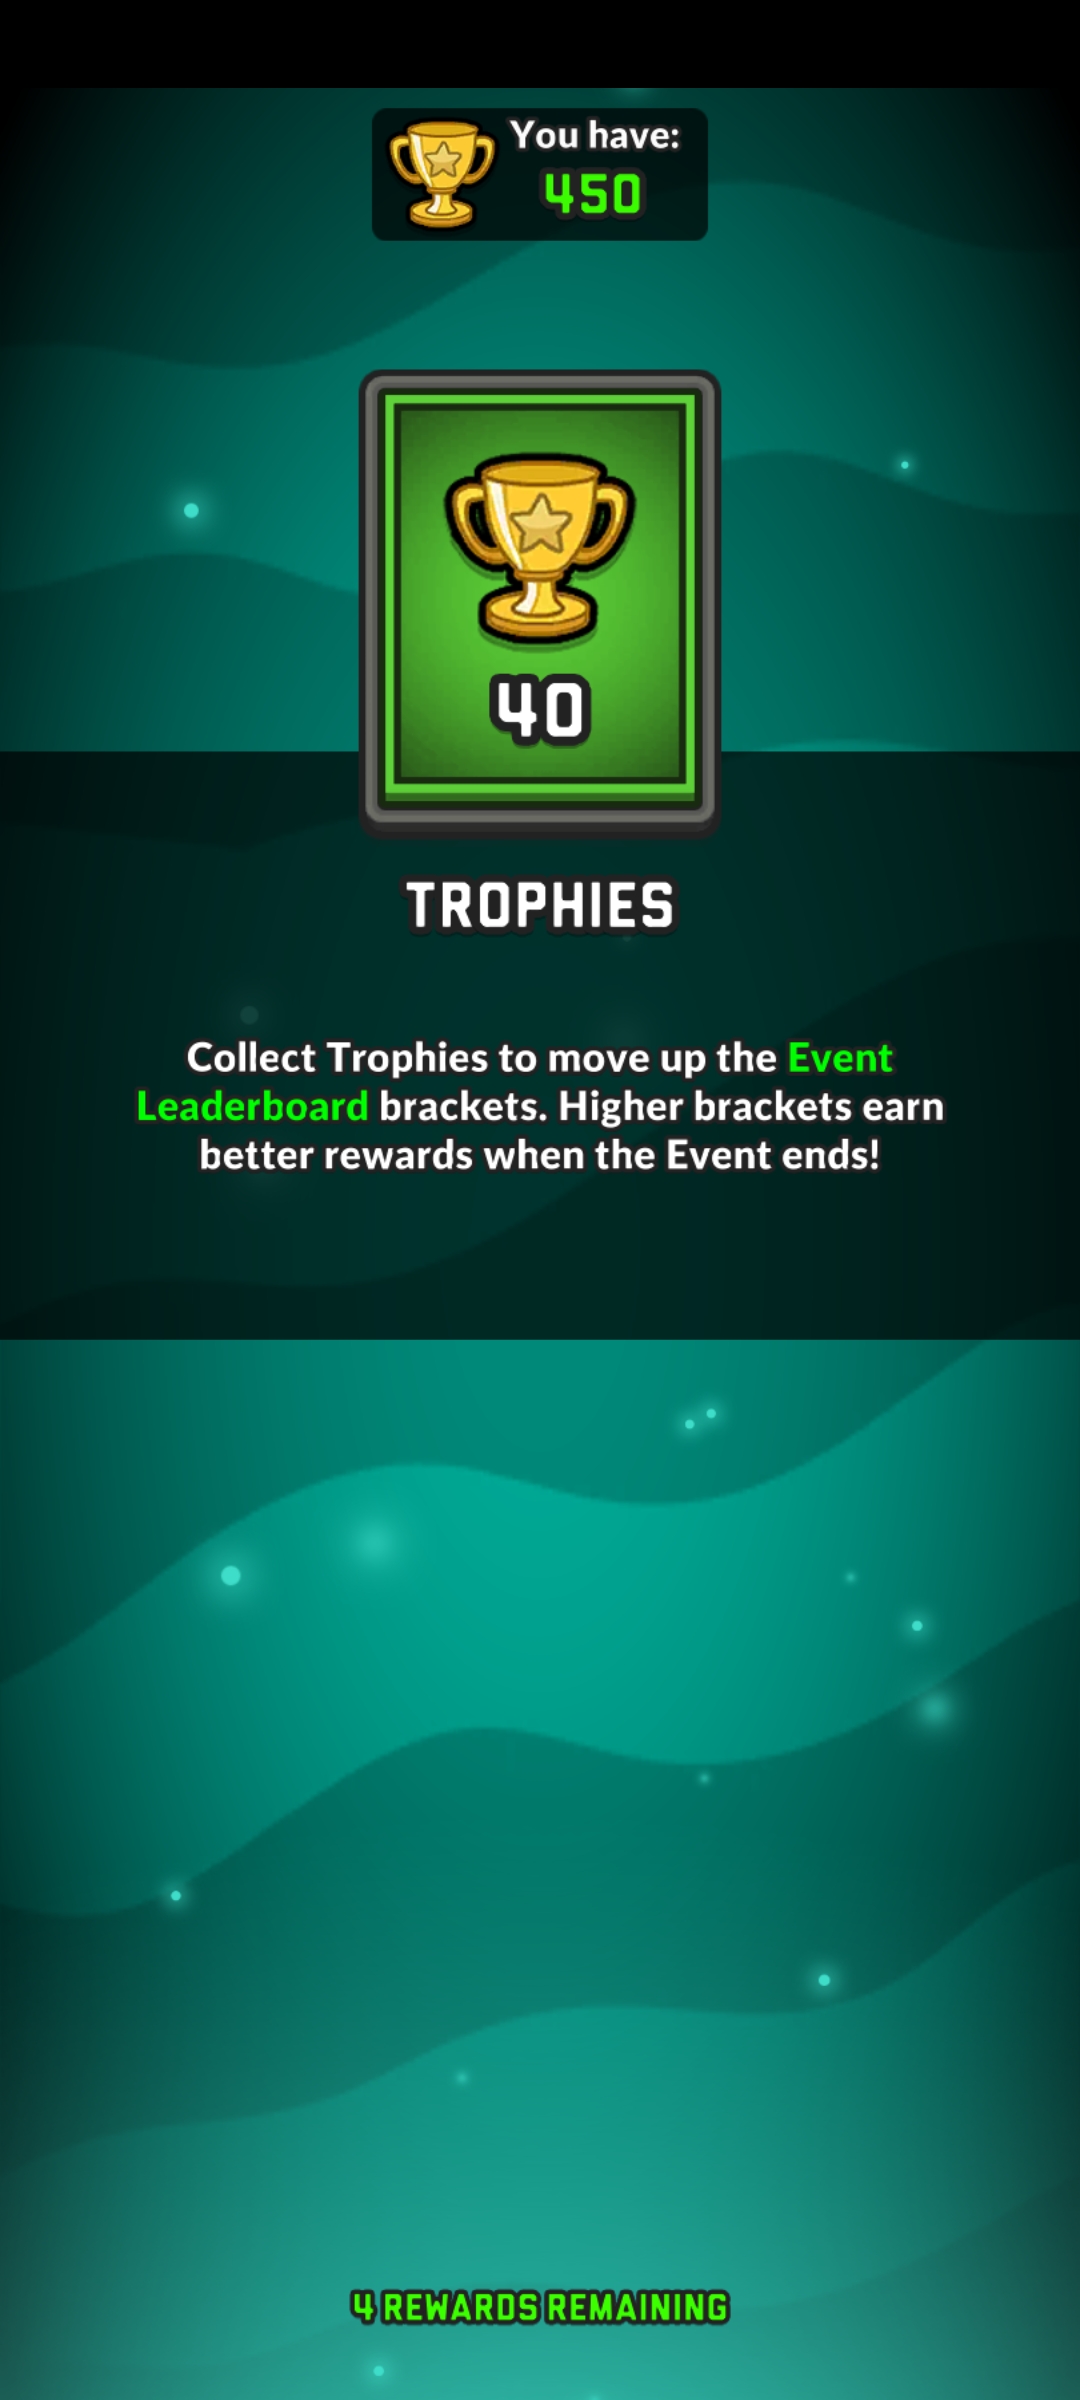 You have:
450
40
TROPHIES
Collect Trophies to move up the Event
Leaderboard brackets. Higher brackets earn
better rewards when the Event ends!
4 REWARDS REMAINING